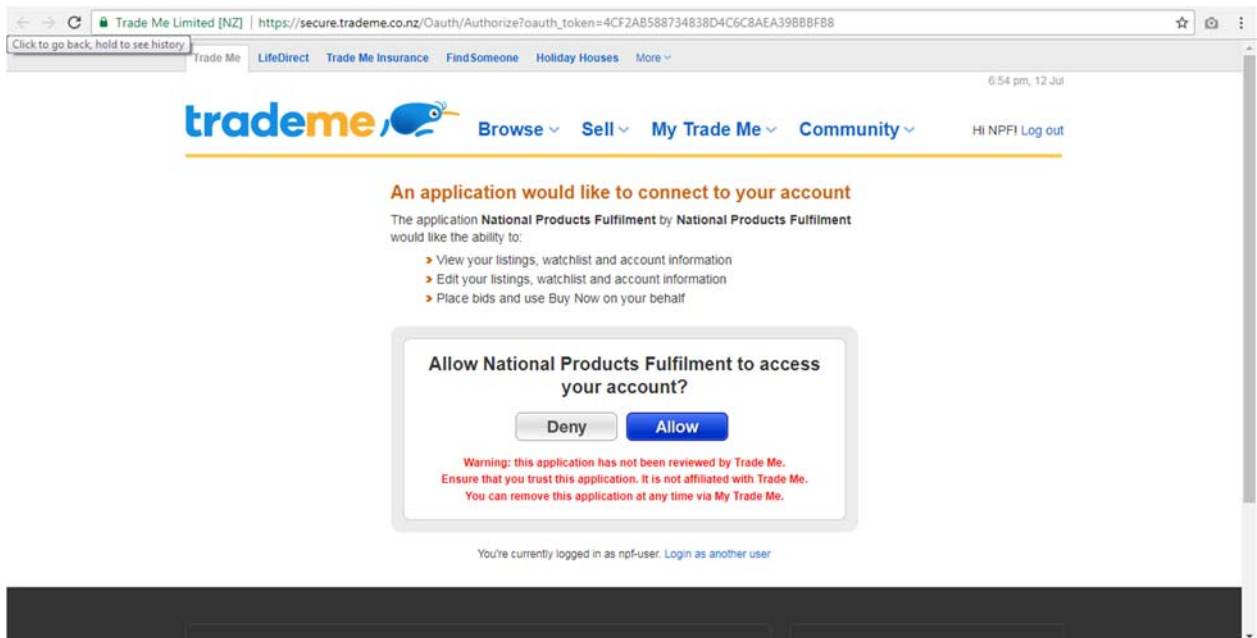 Trade Me Limited [NZ] | https://secure.trademe.co.nz/Oauth/Authorize?oauth_token=4CF2AB588734838D4C6C8AEA39BBBFB8
Click to go back, hold to see history
Trade Me LifeDirect Trade Me Insurance FindSomeone Holiday Houses More
6:54 pm, 12 Jul
trademe Browse Sell My Trade Me Community Hi NPF! Log out
An application would like to connect to your account
The application National Products Fulfilment by National Products Fulfilment
would like the ability to:
View your listings, watchlist and account information
Edit your listings, watchlist and account information
Place bids and use Buy Now on your behalf
Allow National Products Fulfilment to access
your account?
Deny Allow
Warning: this application has not been reviewed by Trade Me.
Ensure that you trust this application. It is not affiliated with Trade Me.
You can remove this application at any time via My Trade Me.
You're currently logged in as npf-user. Login as another user